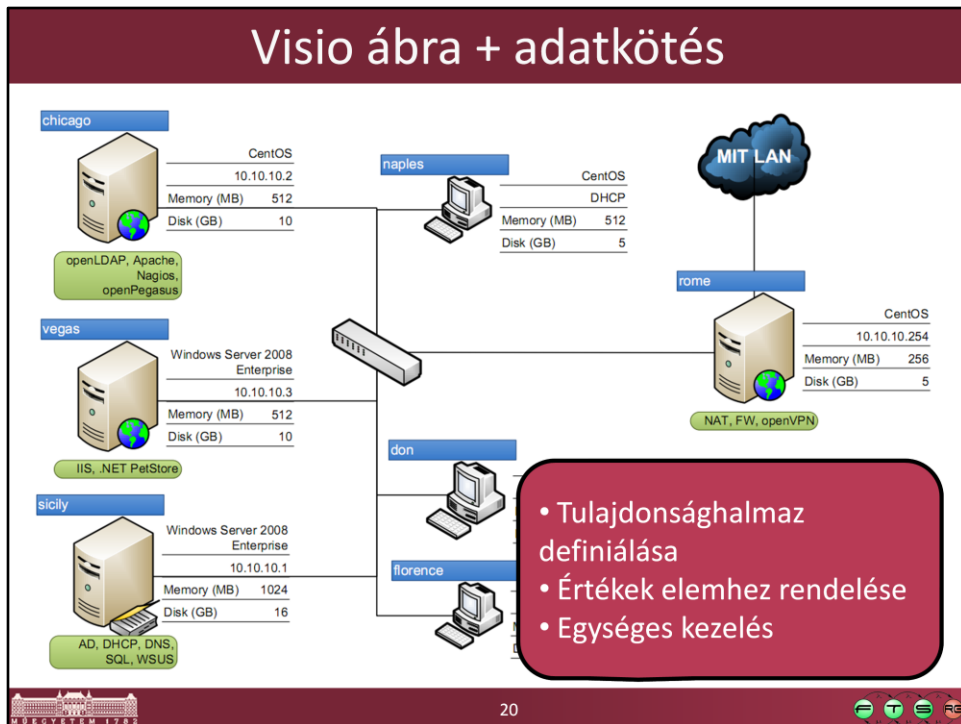 Visio ábra + adatkötés
chicago
CentOS
10.10.10.2
Memory (MB) 512
Disk (GB) 10
openLDAP, Apache,
Nagios,
openPegasus
naples
CentOS
DHCP
Memory (MB) 512
Disk (GB) 5
MIT LAN
rome
CentOS
10.10.10.254
Memory (MB) 256
Disk (GB) 5
NAT, FW, openVPN
vegas
Windows Server 2008
Enterprise
10.10.10.3
Memory (MB) 512
Disk (GB) 10
IIS, .NET PetStore
don
sicily
Windows Server 2008
Enterprise
10.10.10.1
Memory (MB) 1024
Disk (GB) 16
AD, DHCP, DNS,
SQL, WSUS
florence
• Tulajdonsághalmaz
definiálása
• Értékek elemhez rendelése
• Egységes kezelés
MŰEGYETEM 1782
20
F T S RG